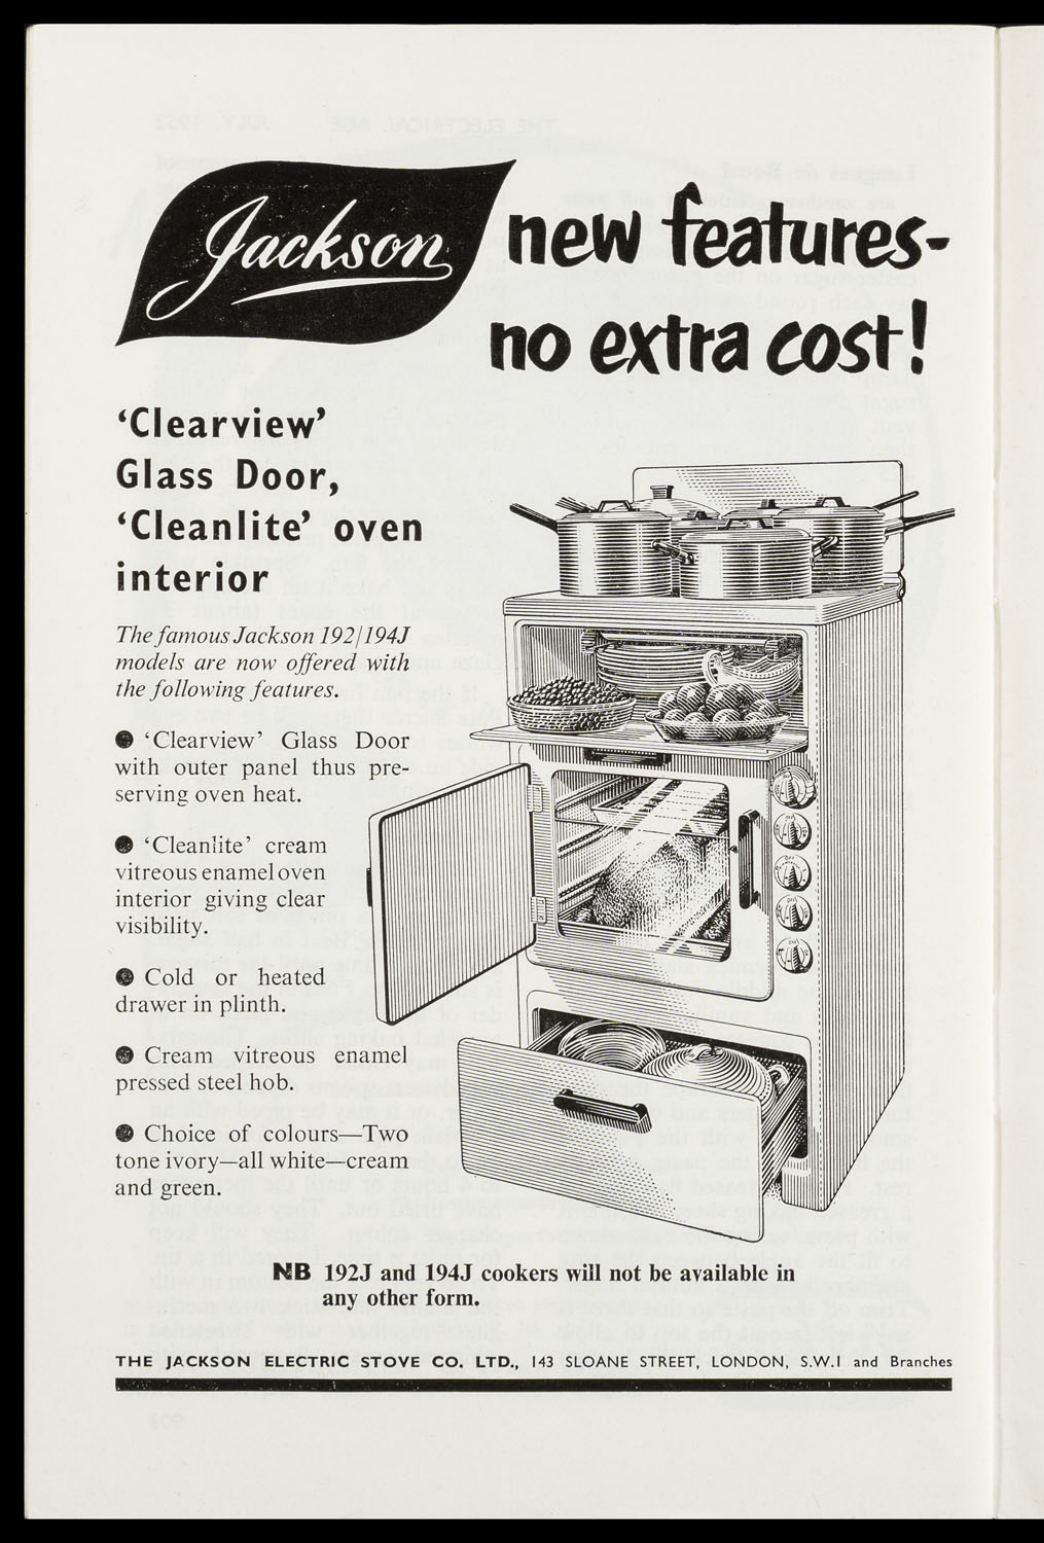 Jackson
new features-
no extra cost!
‘Clearview’
Glass Door,
‘Cleanlite’ oven
interior
The famous Jackson 192/194J
models are now offered with
the following features.
● ‘Clearview’ Glass Door
with outer panel thus pre-
serving oven heat.
● ‘Cleanlite’ cream
vitreous enamel oven
interior giving clear
visibility.
● Cold or heated
drawer in plinth.
● Cream vitreous enamel
pressed steel hob.
● Choice of colours—Two
tone ivory—all white—cream
and green.
NB 192J and 194J cookers will not be available in
any other form.
THE JACKSON ELECTRIC STOVE CO. LTD., 143 SLOANE STREET, LONDON, S.W.1 and Branches